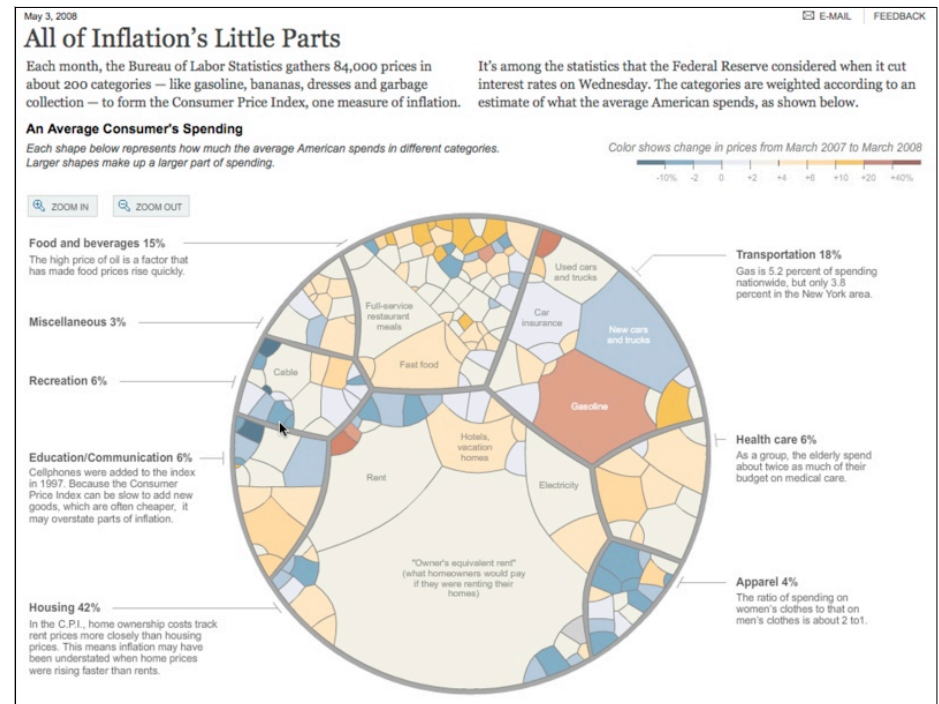 May 3, 2008
E-MAIL FEEDBACK
All of Inflation's Little Parts
Each month, the Bureau of Labor Statistics gathers 84,000 prices in
about 200 categories — like gasoline, bananas, dresses and garbage
collection — to form the Consumer Price Index, one measure of inflation.
It's among the statistics that the Federal Reserve considered when it cut
interest rates on Wednesday. The categories are weighted according to an
estimate of what the average American spends, as shown below.
An Average Consumer's Spending
Each shape below represents how much the average American spends in different categories.
Larger shapes make up a larger part of spending.
Color shows change in prices from March 2007 to March 2008
-10% -2 0 +2 +4 +6 +10 +20 +40%
ZOOM IN
ZOOM OUT
Food and beverages 15%
The high price of oil is a factor that
has made food prices rise quickly.
Miscellaneous 3%
Recreation 6%
Education/Communication 6%
Cellphones were added to the index
in 1997. Because the Consumer
Price Index can be slow to add new
goods, which are often cheaper, it
may overstate parts of inflation.
Housing 42%
In the C.P.I., home ownership costs track
rent prices more closely than housing
prices. This means inflation may have
been understated when home prices
were rising faster than rents.
Full-service
restaurant
meals
Fast food
Used cars
and trucks
Car
insurance
New cars
and trucks
Gasoline
Cable
Rent
Hotels,
vacation
homes
Electricity
"Owner's equivalent rent"
(what homeowners would pay
if they were renting their
homes)
Transportation 18%
Gas is 5.2 percent of spending
nationwide, but only 3.8
percent in the New York area.
Health care 6%
As a group, the elderly spend
about twice as much of their
budget on medical care.
Apparel 4%
The ratio of spending on
women's clothes to that on
men's clothes is about 2 to1.